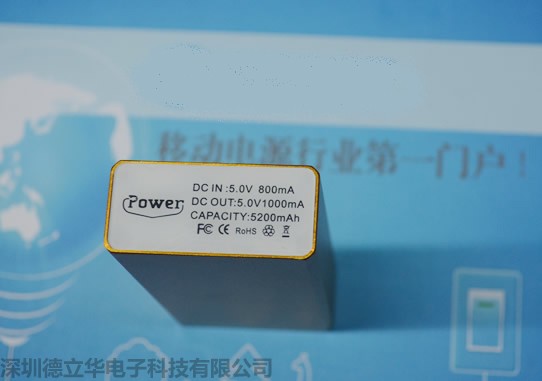 移动电源行业第一门户！
Power
DC IN :5.0V 800mA
DC OUT:5.0V1000mA
CAPACITY:5200mAh
FC CE RoHS
深圳德立华电子科技有限公司